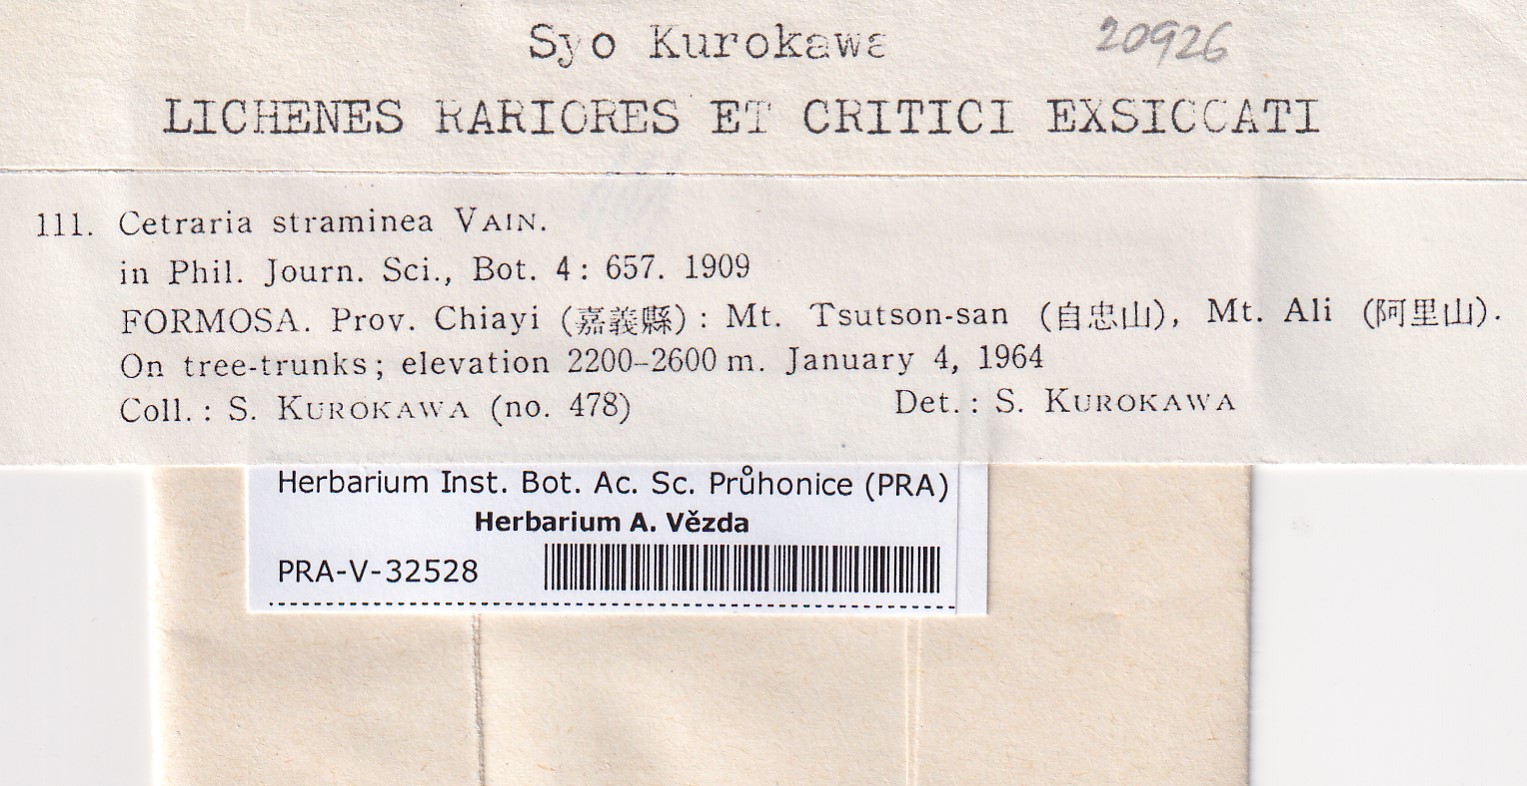 Syo Kurokawa 20926
LICHENES RARIORES ET CRITICI EXSICCATI
111. Cetraria straminea VAIN.
in Phil. Journ. Sci., Bot. 4: 657. 1909
FORMOSA. Prov. Chiayi (嘉義縣): Mt. Tsutson-san (自忠山), Mt. Ali (阿里山).
On tree-trunks; elevation 2200–2600 m. January 4, 1964
Coll.: S. KUROKAWA (no. 478) Det.: S. KUROKAWA
Herbarium Inst. Bot. Ac. Sc. Průhonice (PRA)
Herbarium A. Vězda
PRA-V-32528